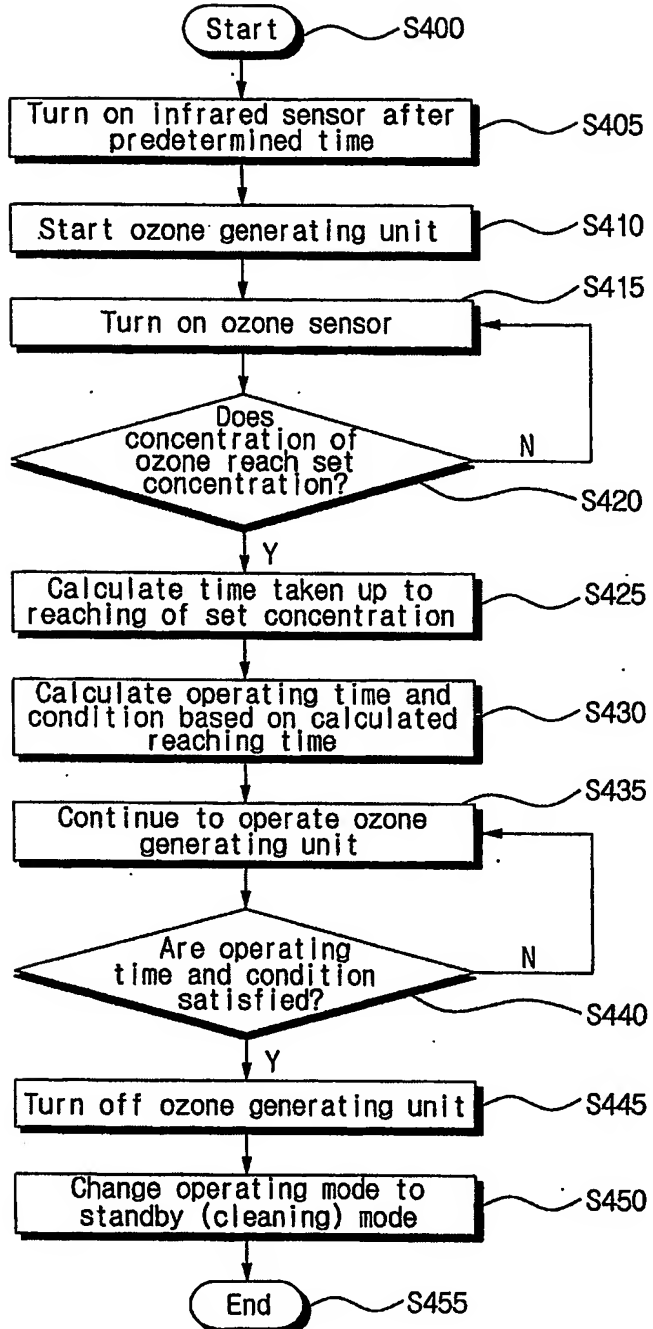 Start
S400
Turn on infrared sensor after
predetermined time
S405
Start ozone generating unit
S410
S415
Turn on ozone sensor
Does
concentration of
ozone reach set
concentration?
N
S420
Y
Calculate time taken up to
reaching of set concentration
S425
Calculate operating time and
condition based on calculated
reaching time
S430
S435
Continue to operate ozone
generating unit
Are operating
time and condition
satisfied?
N
S440
Y
Turn off ozone generating unit
S445
Change operating mode to
standby (cleaning) mode
S450
End
S455